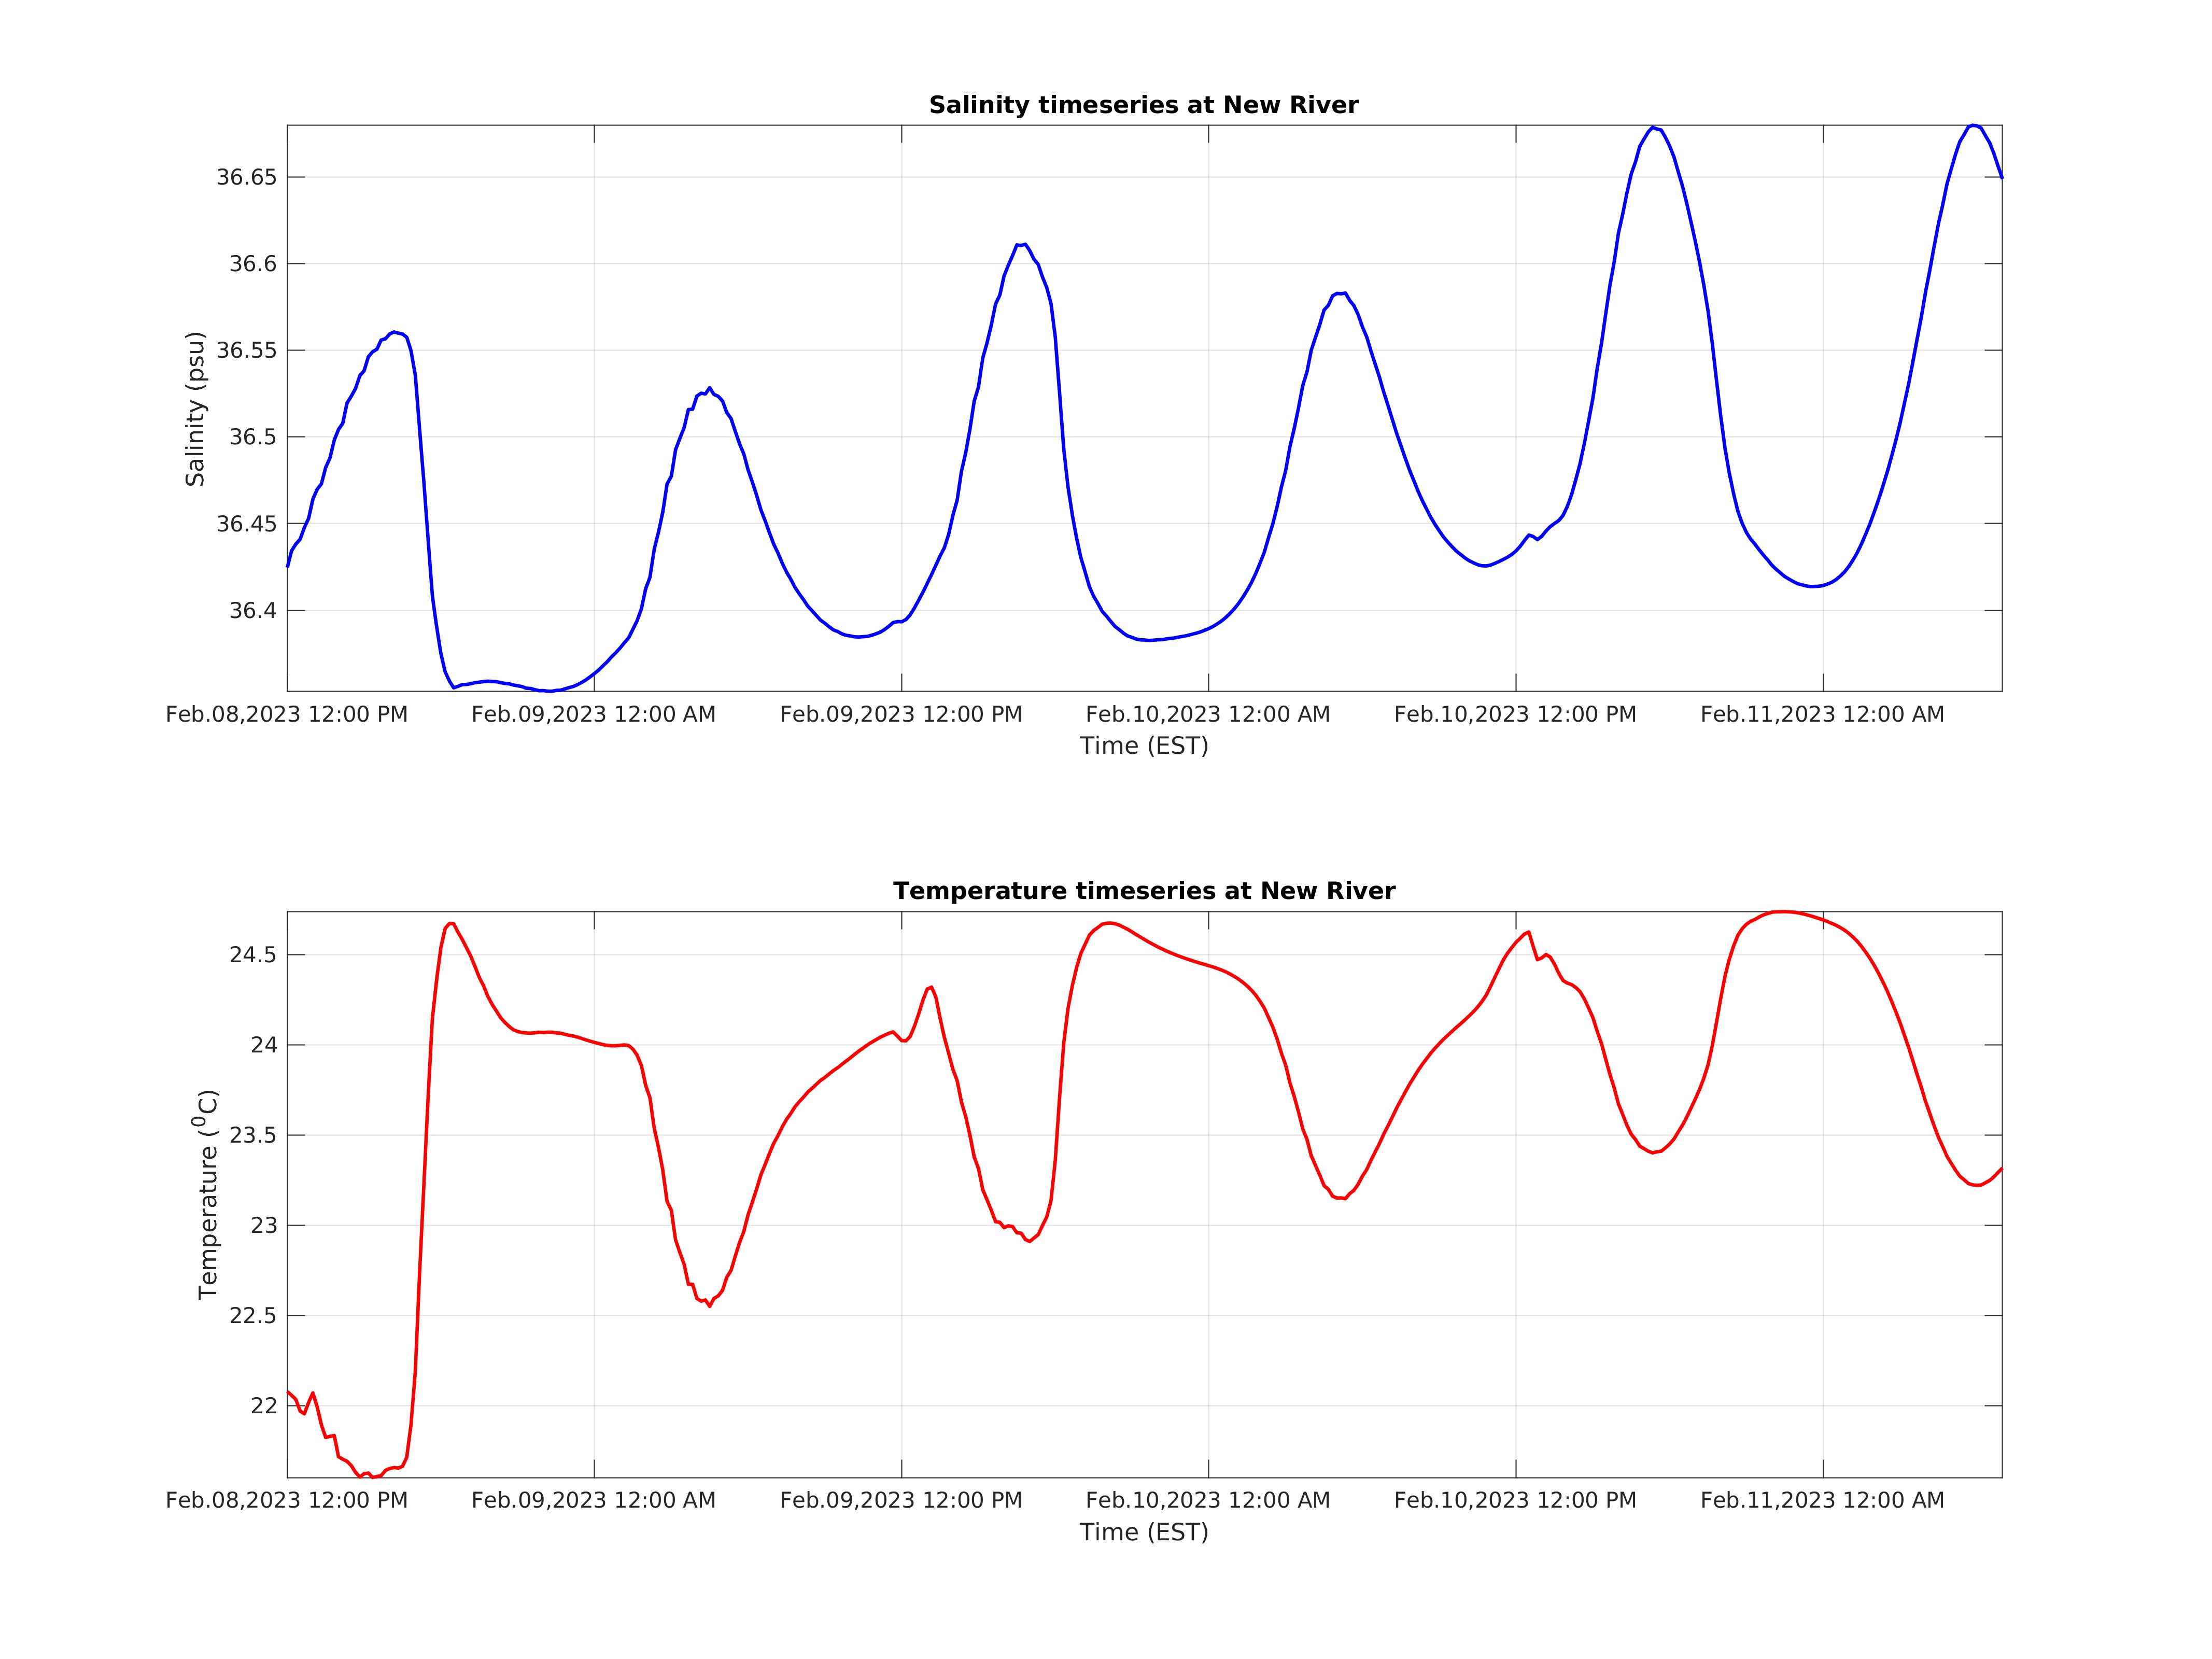 Salinity timeseries at New River
36.65
36.6
36.55
36.5
36.45
36.4
Salinity (psu)
Feb.08,2023 12:00 PM Feb.09,2023 12:00 AM Feb.09,2023 12:00 PM Feb.10,2023 12:00 AM Feb.10,2023 12:00 PM Feb.11,2023 12:00 AM
Time (EST)
Temperature timeseries at New River
24.5
24
23.5
23
22.5
22
Temperature (⁰C)
Feb.08,2023 12:00 PM Feb.09,2023 12:00 AM Feb.09,2023 12:00 PM Feb.10,2023 12:00 AM Feb.10,2023 12:00 PM Feb.11,2023 12:00 AM
Time (EST)